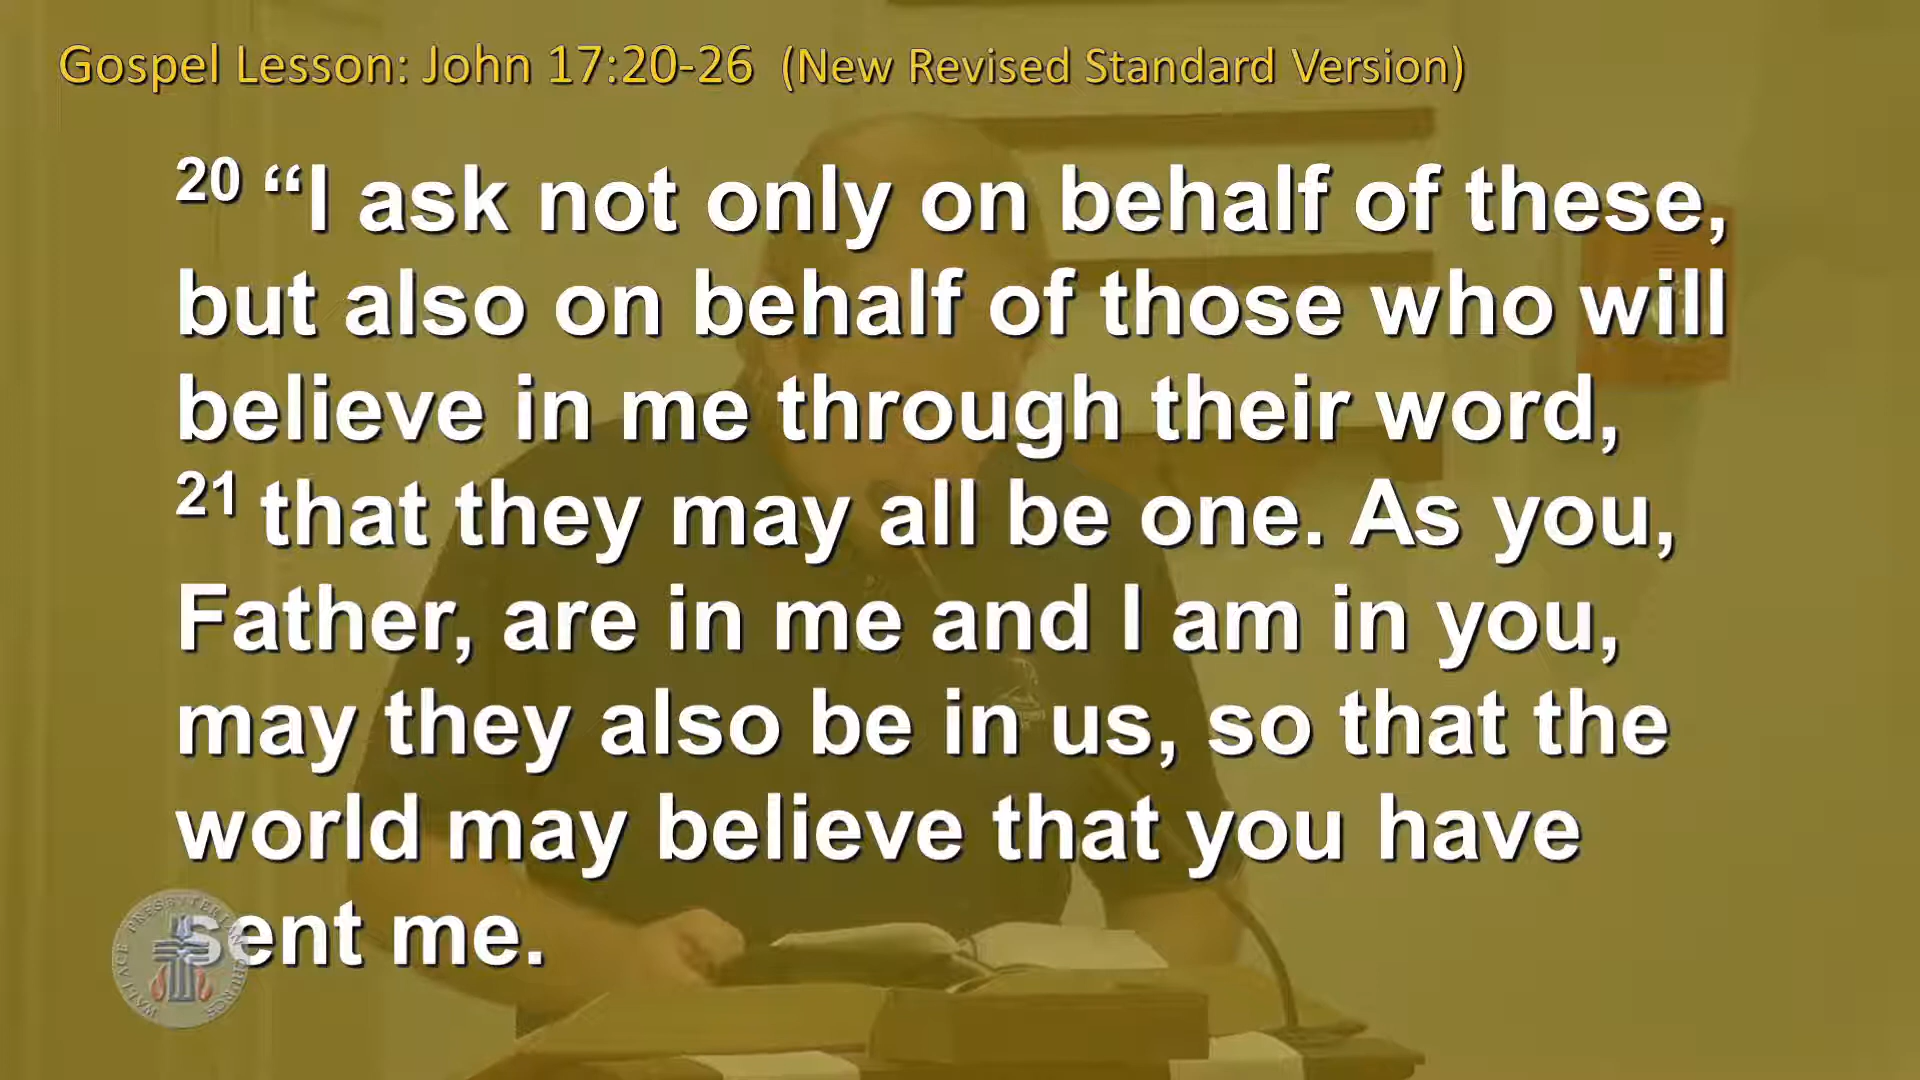 Gospel Lesson: John 17:20-26 (New Revised Standard Version)
20 “I ask not only on behalf of these,
but also on behalf of those who will
believe in me through their word,
21 that they may all be one. As you,
Father, are in me and I am in you,
may they also be in us, so that the
world may believe that you have
sent me.
WALLACE PRESBYTERIAN CHURCH